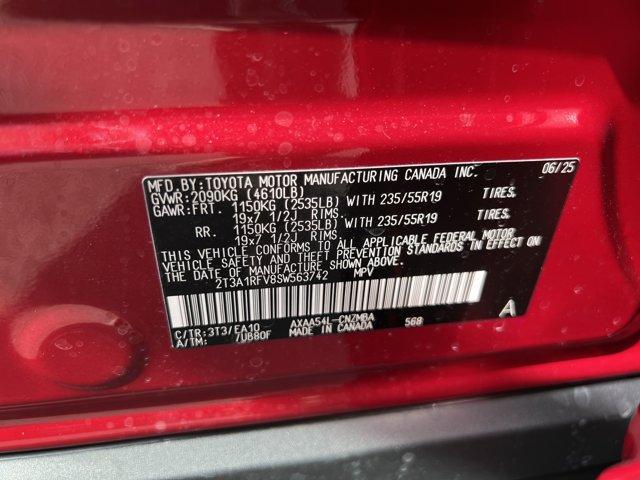 MFD. BY: TOYOTA MOTOR MANUFACTURING CANADA INC. 06/25
GVWR: 2090KG (4610LB)
GAWR: FRT. 1150KG (2535LB) WITH 235/55R19 TIRES.
19x7 1/2J RIMS.
RR. 1150KG (2535LB) WITH 235/55R19 TIRES.
19x7 1/2J RIMS.
THIS VEHICLE CONFORMS TO ALL APPLICABLE FEDERAL MOTOR
VEHICLE SAFETY AND BUMPER STANDARDS IN EFFECT ON
THE DATE OF MANUFACTURE SHOWN ABOVE.
2T3A1RFV8SW563742 MPV
A
C/TR: 3T3/EA10 AXAA54L-CNZMBA 568
A/TM: 7UB80F MADE IN CANADA